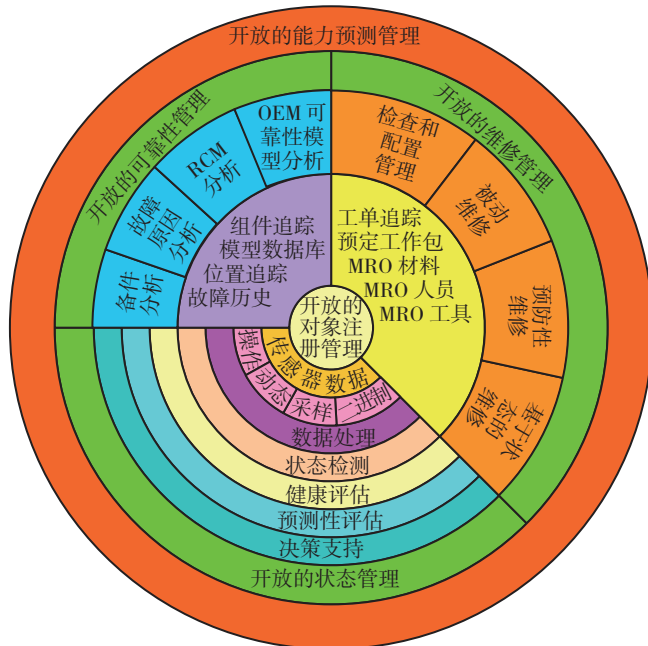 开放的能力预测管理
开放的可靠性管理
开放的维修管理
OEM 可
靠性模
型分析
RCM
分析
故障
原因
分析
备件
分析
检查和
配置
管理
被动
维修
预防性
维修
基于状
态的
维修
组件追踪
模型数据库
位置追踪
故障历史
工单追踪
预定工作包
MRO 材料
MRO 人员
MRO 工具
开放的
对象注
册管理
传感器数据
操作
动态
采样
二进制
数据处理
状态检测
健康评估
预测性评估
决策支持
开放的状态管理